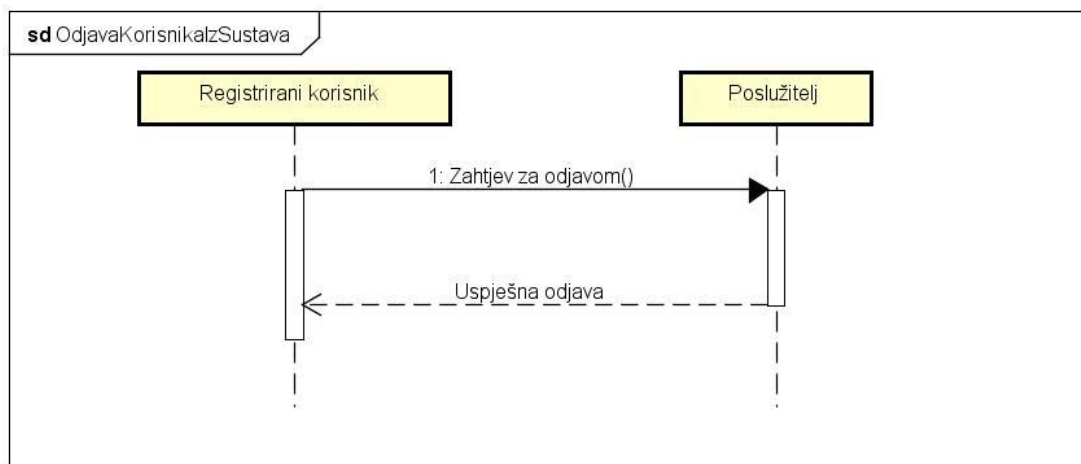 sd OdjavaKorisnikaIzSustava
Registrirani korisnik
Poslužitelj
1: Zahtjev za odjavom()
Uspješna odjava